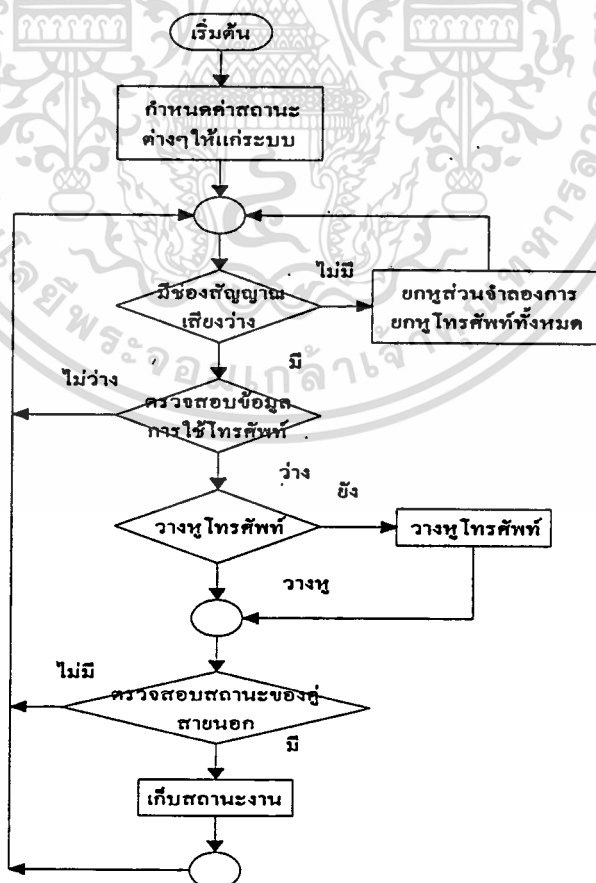 เริ่มต้น
กำหนดค่าสถานะ
ต่างๆให้แก่ระบบ
มีช่องสัญญาณ
เสียงว่าง
ไม่มี
ยกหูส่วนจำลองการ
ยกหูโทรศัพท์ทั้งหมด
มี
ไม่ว่าง
ตรวจสอบข้อมูล
การใช้โทรศัพท์
ว่าง
ยัง
วางหูโทรศัพท์
วางหูโทรศัพท์
วางหู
ไม่มี
ตรวจสอบสถานะของคู่
สายนอก
มี
เก็บสถานะงาน